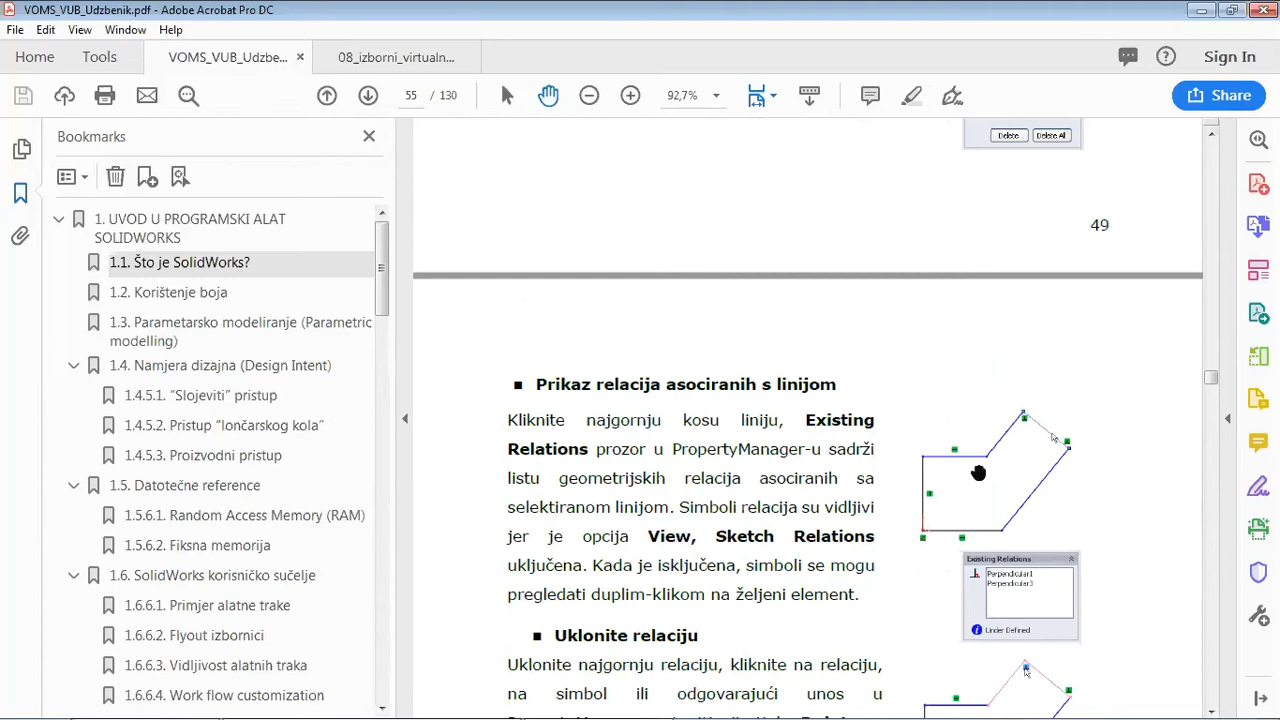 VOMS_VUB_Udzbenik.pdf - Adobe Acrobat Pro DC
File Edit View Window Help
Home Tools VOMS_VUB_Udzbe... 08_izborni_virtualn... Sign In
55 / 130 92,7% Share
Bookmarks
1. UVOD U PROGRAMSKI ALAT
SOLIDWORKS
1.1. Što je SolidWorks?
1.2. Korištenje boja
1.3. Parametarsko modeliranje (Parametric
modelling)
1.4. Namjera dizajna (Design Intent)
1.4.5.1. “Slojeviti” pristup
1.4.5.2. Pristup “lončarskog kola”
1.4.5.3. Proizvodni pristup
1.5. Datotečne reference
1.5.6.1. Random Access Memory (RAM)
1.5.6.2. Fiksna memorija
1.6. SolidWorks korisničko sučelje
1.6.6.1. Primjer alatne trake
1.6.6.2. Flyout izbornici
1.6.6.3. Vidljivost alatnih traka
1.6.6.4. Work flow customization
Delete Delete All
49
■ Prikaz relacija asociranih s linijom
Kliknite najgornju kosu liniju, Existing
Relations prozor u PropertyManager-u sadrži
listu geometrijskih relacija asociranih sa
selektiranom linijom. Simboli relacija su vidljivi
jer je opcija View, Sketch Relations
uključena. Kada je isključena, simboli se mogu
pregledati duplim-klikom na željeni element.
Existing Relations
Perpendicular1
Perpendicular3
Under Defined
■ Uklonite relaciju
Uklonite najgornju relaciju, kliknite na relaciju,
na simbol ili odgovarajući unos u